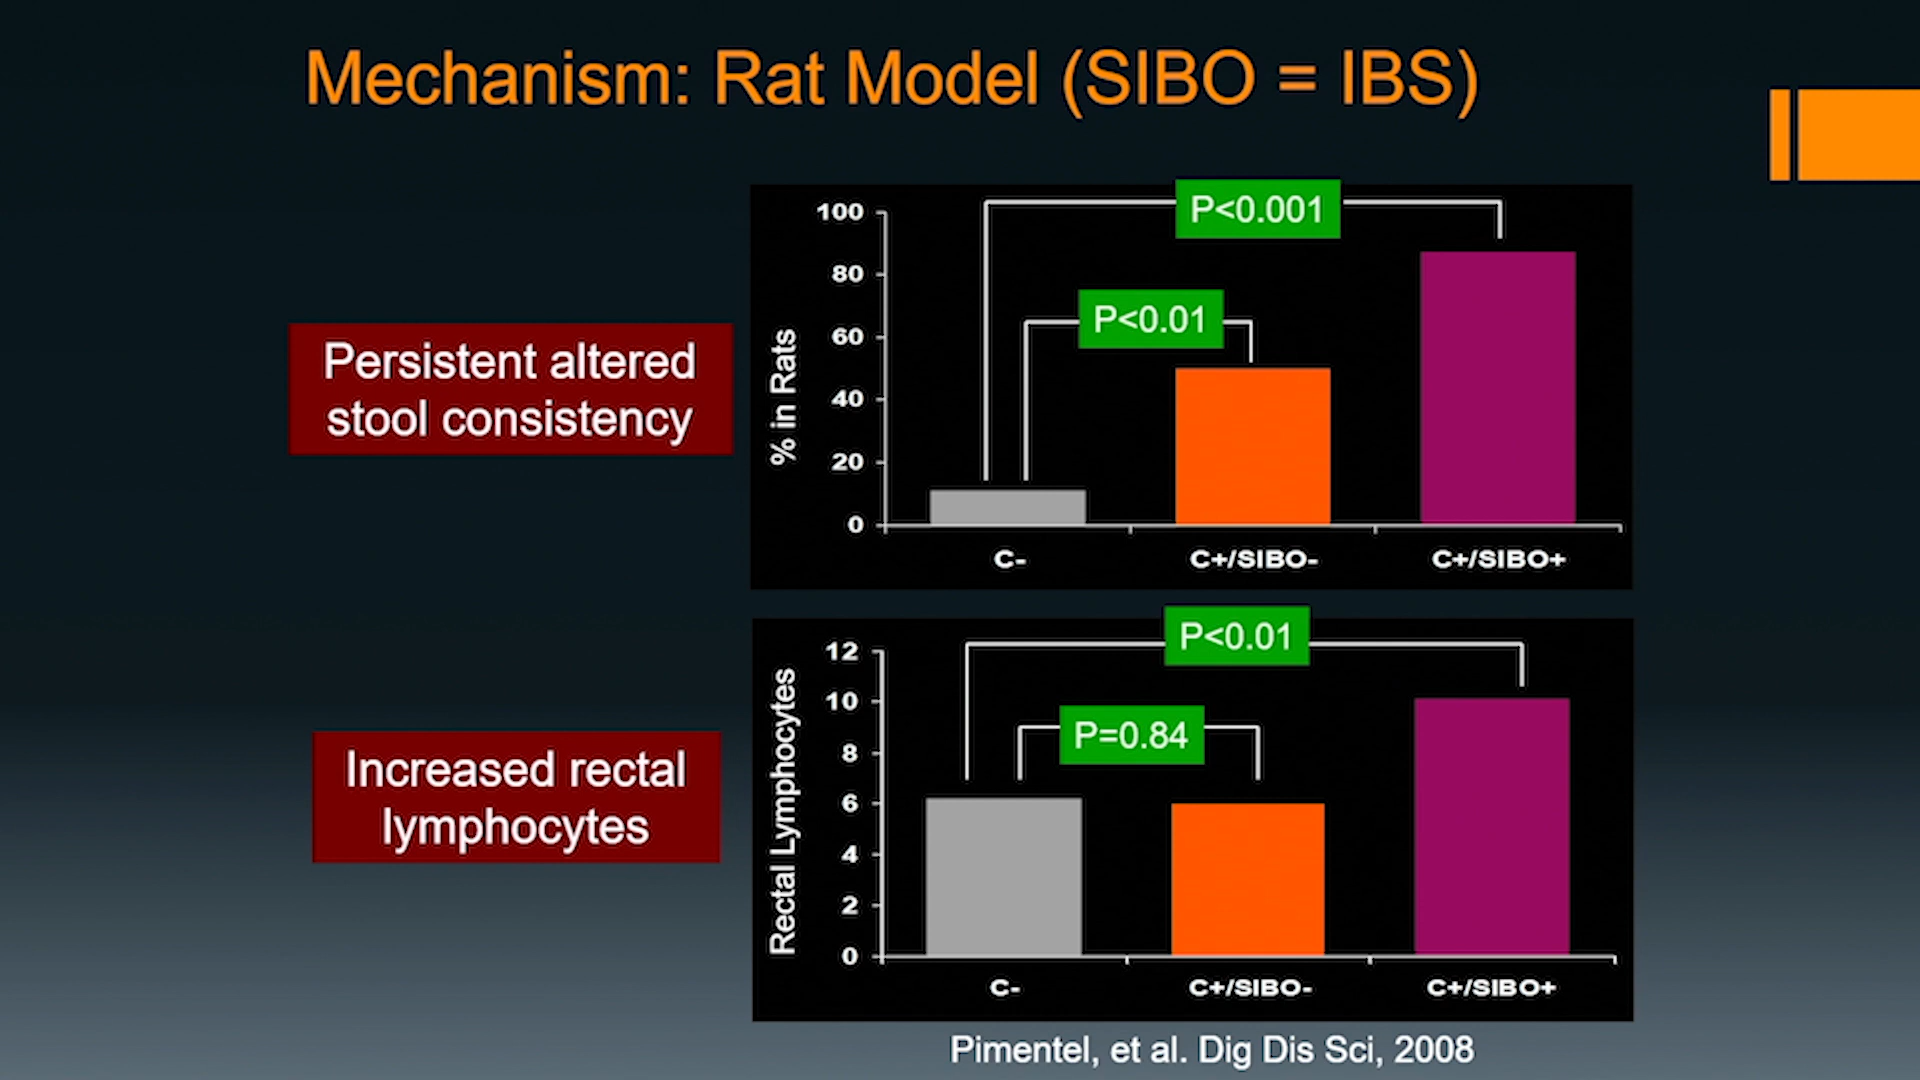 Mechanism: Rat Model (SIBO = IBS)
Persistent altered
stool consistency
% in Rats
100
80
60
40
20
0
P<0.001
P<0.01
C-
C+/SIBO-
C+/SIBO+
Increased rectal
lymphocytes
Rectal Lymphocytes
12
10
8
6
4
2
0
P<0.01
P=0.84
C-
C+/SIBO-
C+/SIBO+
Pimentel, et al. Dig Dis Sci, 2008